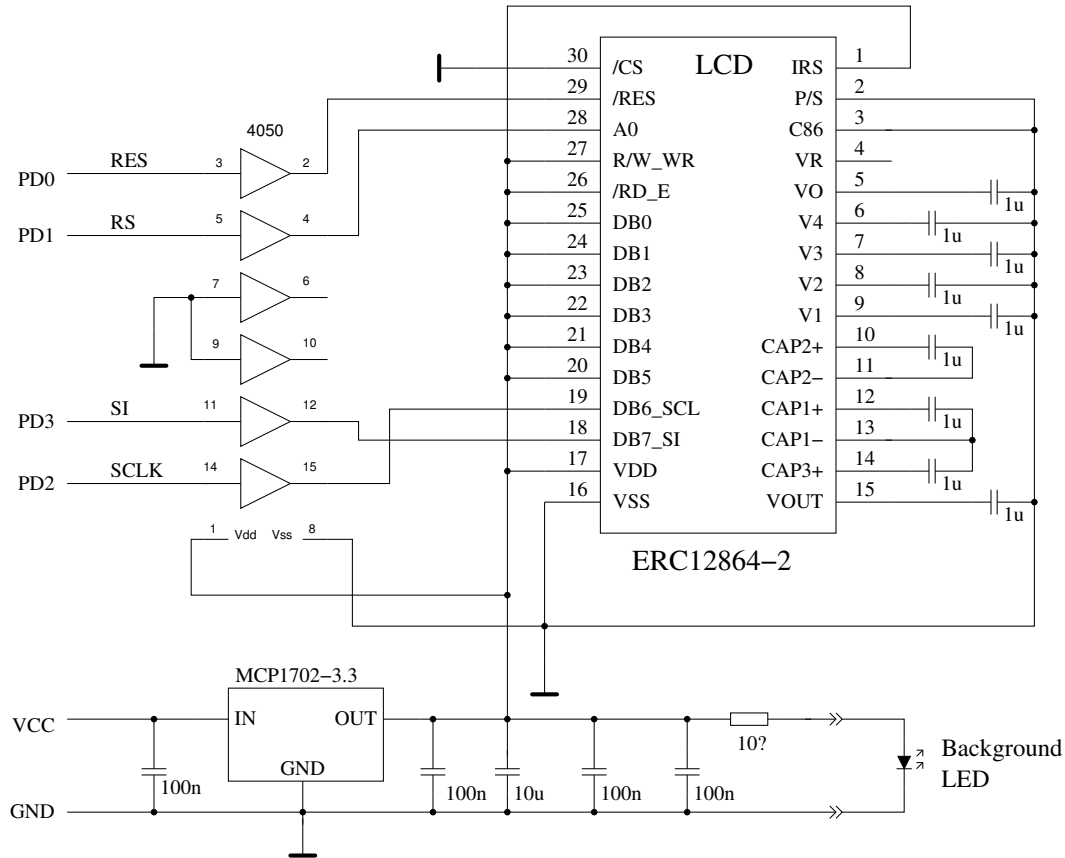 LCD
30 /CS IRS 1
29 /RES P/S 2
28 A0 C86 3
27 R/W_WR VR 4
26 /RD_E VO 5
1u
25 DB0 V4 6
1u
24 DB1 V3 7
1u
23 DB2 V2 8
1u
22 DB3 V1 9
1u
21 DB4 CAP2+ 10
1u
20 DB5 CAP2− 11
19 DB6_SCL CAP1+ 12
1u
18 DB7_SI CAP1− 13
17 VDD CAP3+ 14
1u
16 VSS VOUT 15
1u
ERC12864−2
4050
PD0 RES 3 2
PD1 RS 5 4
7 6
9 10
PD3 SI 11 12
PD2 SCLK 14 15
1 Vdd Vss 8
MCP1702−3.3
VCC IN OUT
GND
10?
100n 100n 10u 100n 100n
GND
Background
LED